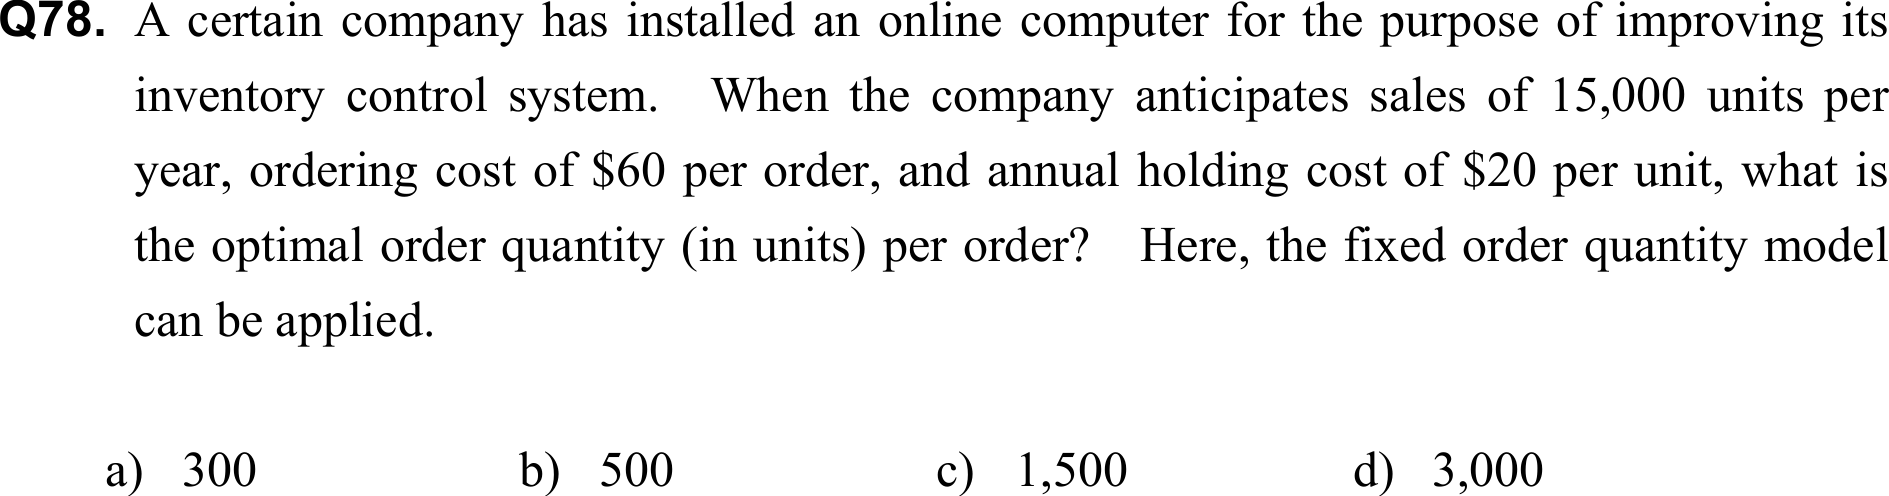 Q78. A certain company has installed an online computer for the purpose of improving its
inventory control system. When the company anticipates sales of 15,000 units per
year, ordering cost of $60 per order, and annual holding cost of $20 per unit, what is
the optimal order quantity (in units) per order? Here, the fixed order quantity model
can be applied.
a) 300 b) 500 c) 1,500 d) 3,000